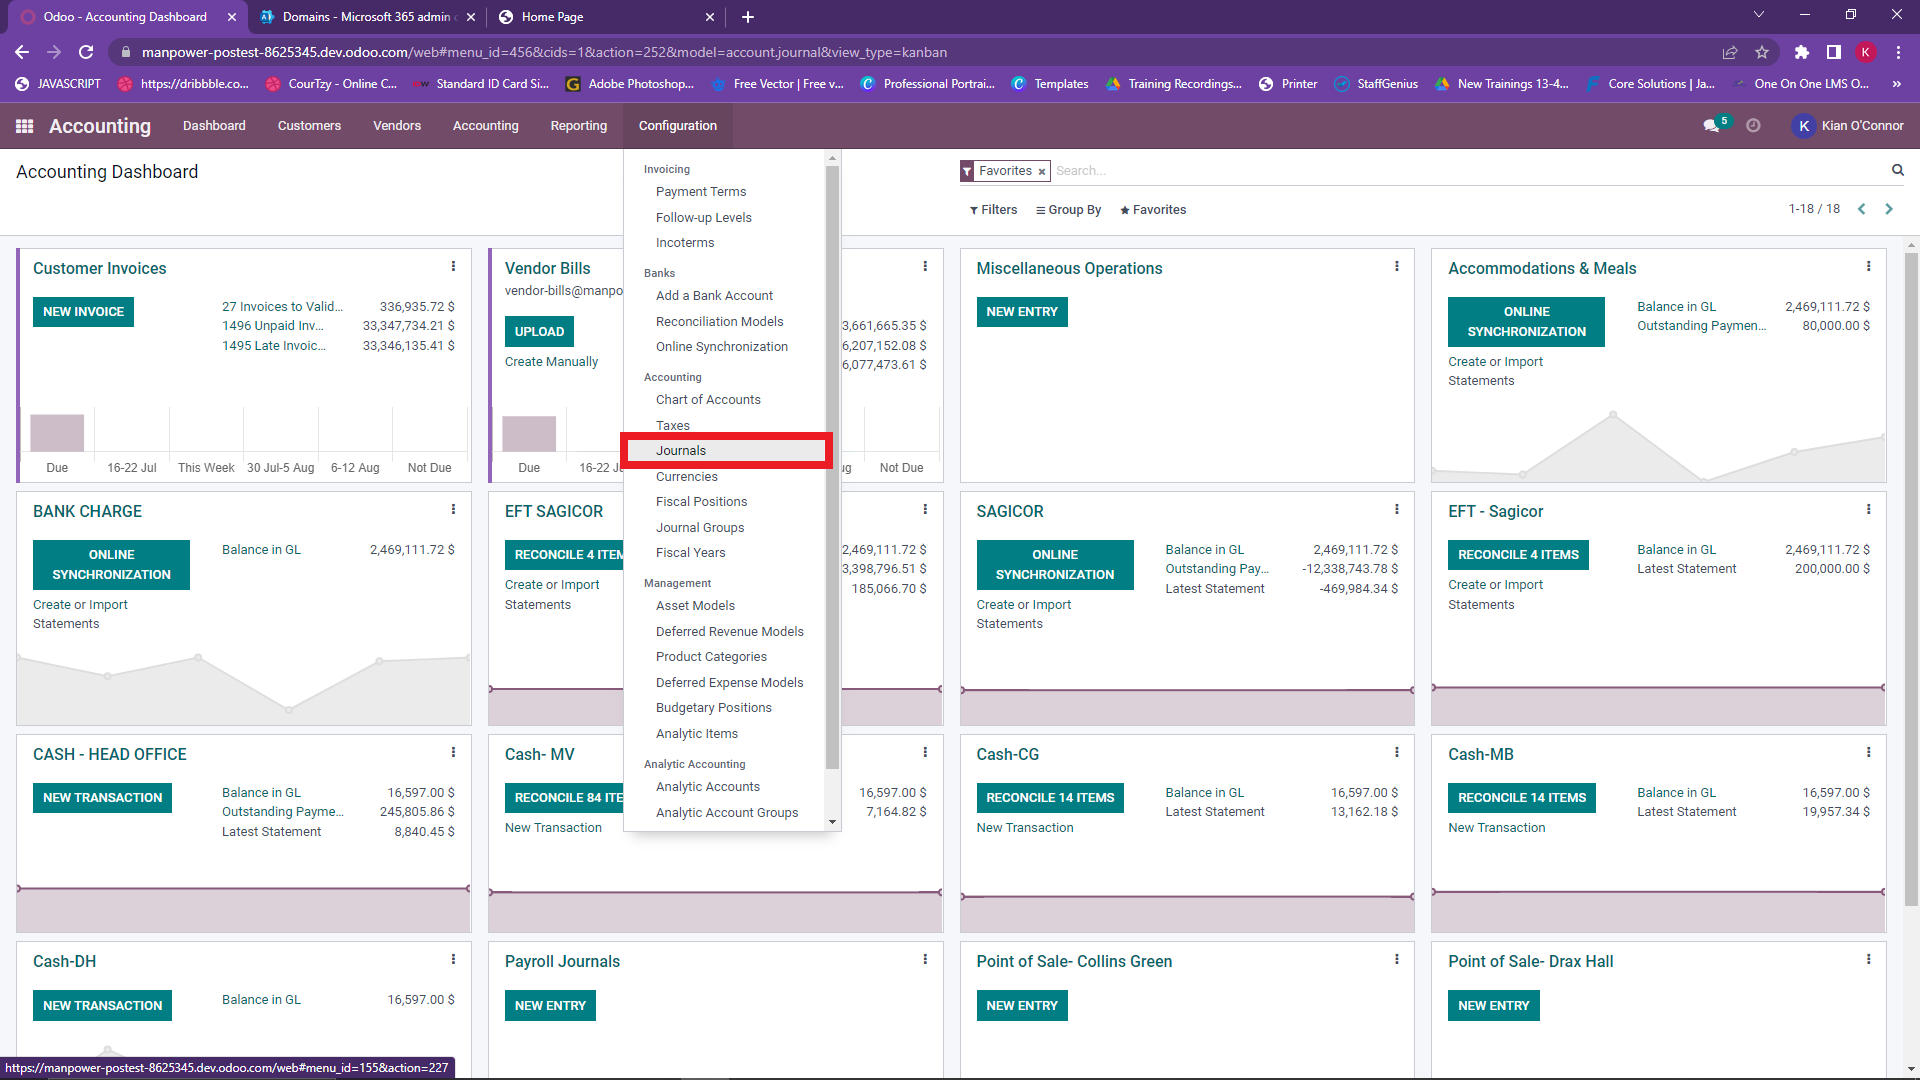 Odoo - Accounting Dashboard
Domains - Microsoft 365 admin c
Home Page
manpower-postest-8625345.dev.odoo.com/web#menu_id=456&cids=1&action=252&model=account.journal&view_type=kanban
K
JAVASCRIPT
https://dribbble.co...
CourTzy - Online C...
Standard ID Card Si...
Adobe Photoshop...
Free Vector | Free v...
Professional Portrai...
Templates
Training Recordings...
Printer
StaffGenius
New Trainings 13-4...
Core Solutions | Ja...
One On One LMS O...
»
Accounting
Dashboard
Customers
Vendors
Accounting
Reporting
Configuration
5
K
Kian O'Connor
Accounting Dashboard
Favorites
Search...
Filters
Group By
Favorites
1-18 / 18
Invoicing
Payment Terms
Follow-up Levels
Incoterms
Banks
Add a Bank Account
Reconciliation Models
Online Synchronization
Accounting
Chart of Accounts
Taxes
Journals
Currencies
Fiscal Positions
Journal Groups
Fiscal Years
Management
Asset Models
Deferred Revenue Models
Product Categories
Deferred Expense Models
Budgetary Positions
Analytic Items
Analytic Accounting
Analytic Accounts
Analytic Account Groups
Customer Invoices
NEW INVOICE
27 Invoices to Valid... 336,935.72 $
1496 Unpaid Inv... 33,347,734.21 $
1495 Late Invoic... 33,346,135.41 $
Due 16-22 Jul This Week 30 Jul-5 Aug 6-12 Aug Not Due
Vendor Bills
vendor-bills@manpo
UPLOAD
Create Manually
3,661,665.35 $
6,207,152.08 $
6,077,473.61 $
Due 16-22 Ju ug Not Due
Miscellaneous Operations
NEW ENTRY
Accommodations & Meals
ONLINE
SYNCHRONIZATION
Create or Import
Statements
Balance in GL 2,469,111.72 $
Outstanding Paymen... 80,000.00 $
BANK CHARGE
ONLINE
SYNCHRONIZATION
Create or Import
Statements
Balance in GL 2,469,111.72 $
EFT SAGICOR
RECONCILE 4 ITEM
Create or Import
Statements
2,469,111.72 $
3,398,796.51 $
185,066.70 $
SAGICOR
ONLINE
SYNCHRONIZATION
Create or Import
Statements
Balance in GL 2,469,111.72 $
Outstanding Pay... -12,338,743.78 $
Latest Statement -469,984.34 $
EFT - Sagicor
RECONCILE 4 ITEMS
Create or Import
Statements
Balance in GL 2,469,111.72 $
Latest Statement 200,000.00 $
CASH - HEAD OFFICE
NEW TRANSACTION
Balance in GL 16,597.00 $
Outstanding Payme... 245,805.86 $
Latest Statement 8,840.45 $
Cash- MV
RECONCILE 84 ITE
New Transaction
16,597.00 $
7,164.82 $
Cash-CG
RECONCILE 14 ITEMS
New Transaction
Balance in GL 16,597.00 $
Latest Statement 13,162.18 $
Cash-MB
RECONCILE 14 ITEMS
New Transaction
Balance in GL 16,597.00 $
Latest Statement 19,957.34 $
Cash-DH
NEW TRANSACTION
Balance in GL 16,597.00 $
Payroll Journals
NEW ENTRY
Point of Sale- Collins Green
NEW ENTRY
Point of Sale- Drax Hall
NEW ENTRY
https://manpower-postest-8625345.dev.odoo.com/web#menu_id=155&action=227